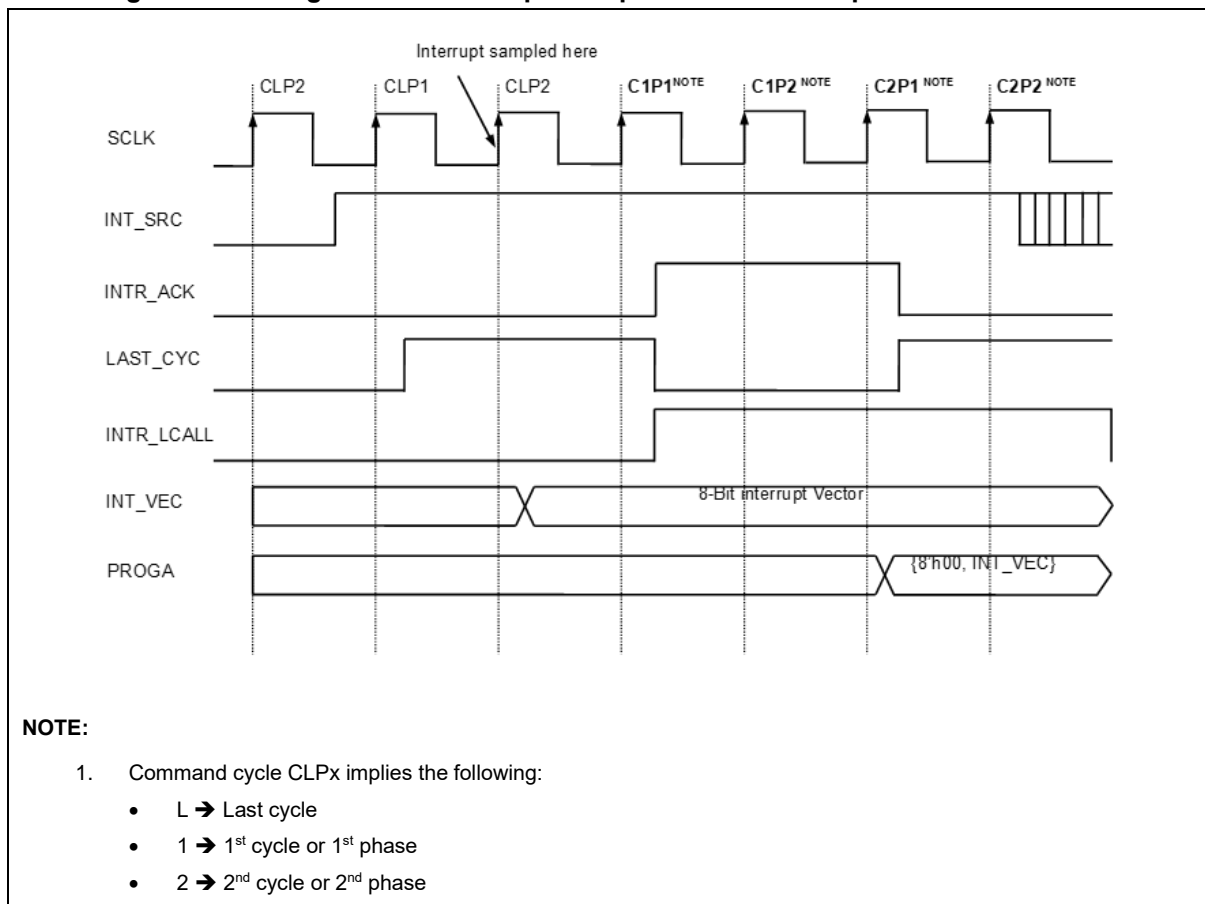 Interrupt sampled here
CLP2 CLP1 CLP2 C1P1NOTE C1P2 NOTE C2P1 NOTE C2P2 NOTE
SCLK
INT_SRC
INTR_ACK
LAST_CYC
INTR_LCALL
INT_VEC 8-Bit interrupt Vector
PROGA {8'h00, INT_VEC}
NOTE:
1. Command cycle CLPx implies the following:
• L ➔ Last cycle
• 1 ➔ 1st cycle or 1st phase
• 2 ➔ 2nd cycle or 2nd phase